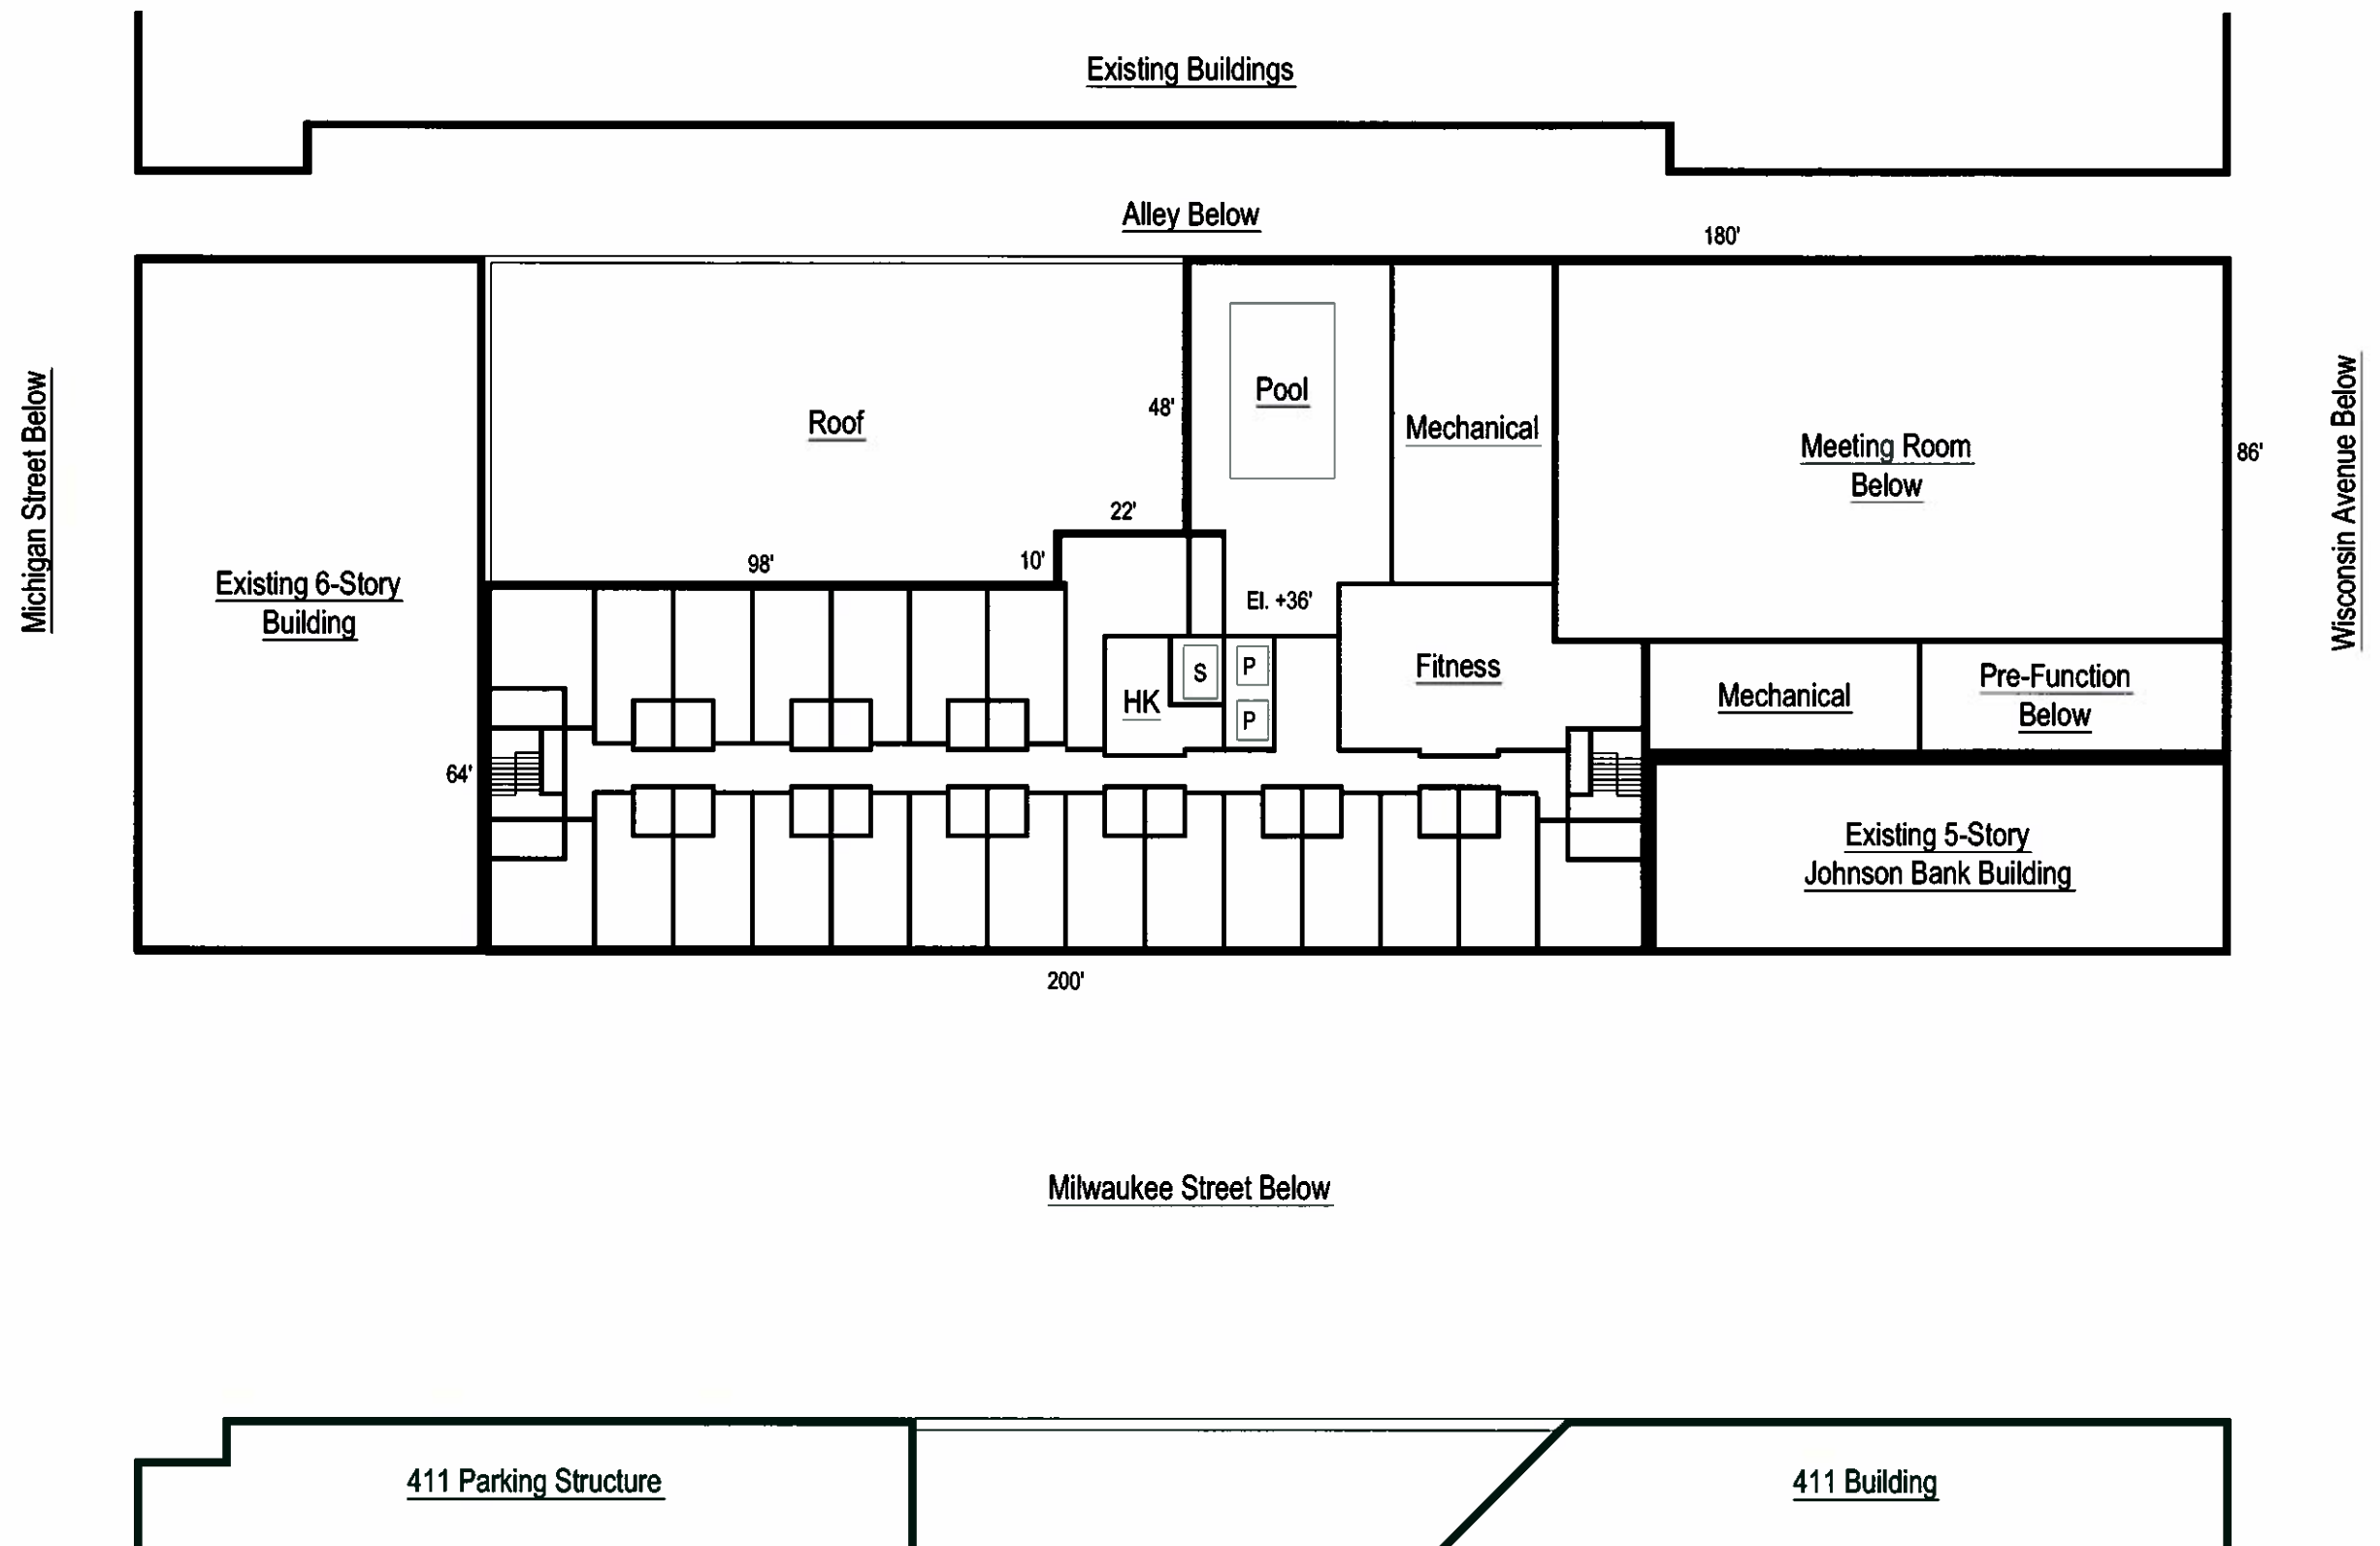 Existing Buildings
Alley Below
180'
Michigan Street Below
Roof
48'
Pool
Mechanical
Meeting Room
Below
86'
Wisconsin Avenue Below
22'
98'
10'
El. +36'
Existing 6-Story
Building
HK
S
P
P
Fitness
Mechanical
Pre-Function
Below
64'
Existing 5-Story
Johnson Bank Building
200'
Milwaukee Street Below
411 Parking Structure
411 Building